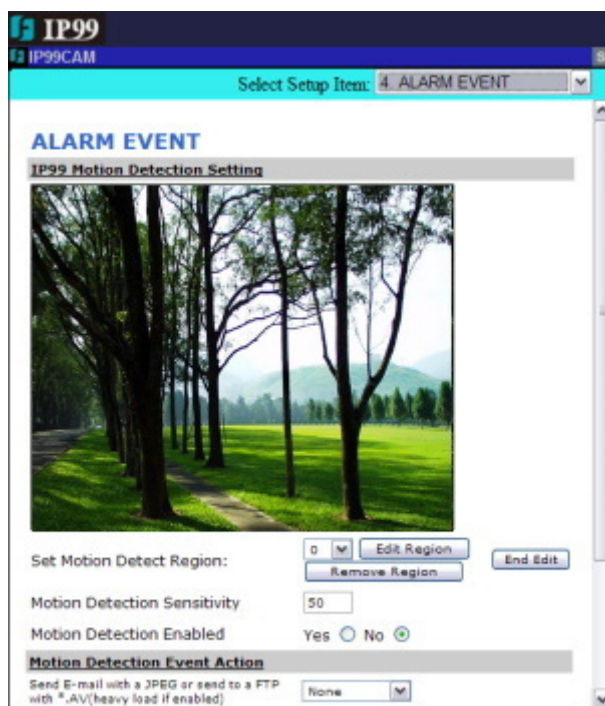 IP99
IP99CAM
S
Select Setup Item: 4. ALARM EVENT
ALARM EVENT
IP99 Motion Detection Setting
Set Motion Detect Region: 0 Edit Region End Edit
Remove Region
Motion Detection Sensitivity 50
Motion Detection Enabled Yes No
Motion Detection Event Action
Send E-mail with a JPEG or send to a FTP
with *.AV(heavy load if enabled) None